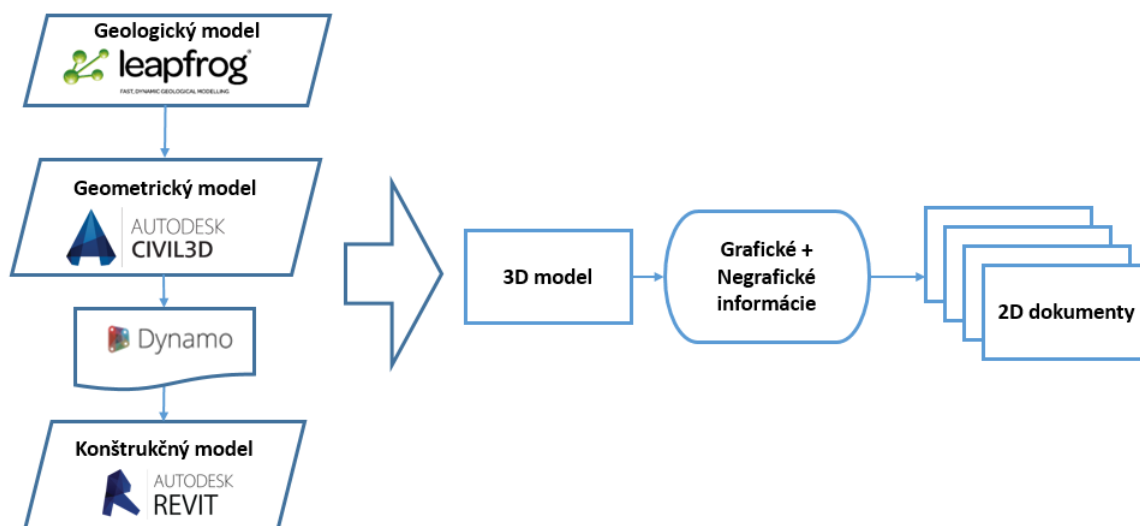 Geologický model
leapfrog®
FAST, DYNAMIC GEOLOGICAL MODELLING
Geometrický model
AUTODESK
CIVIL3D
Dynamo
Konštrukčný model
AUTODESK
REVIT
3D model
Grafické +
Negrafické
informácie
2D dokumenty